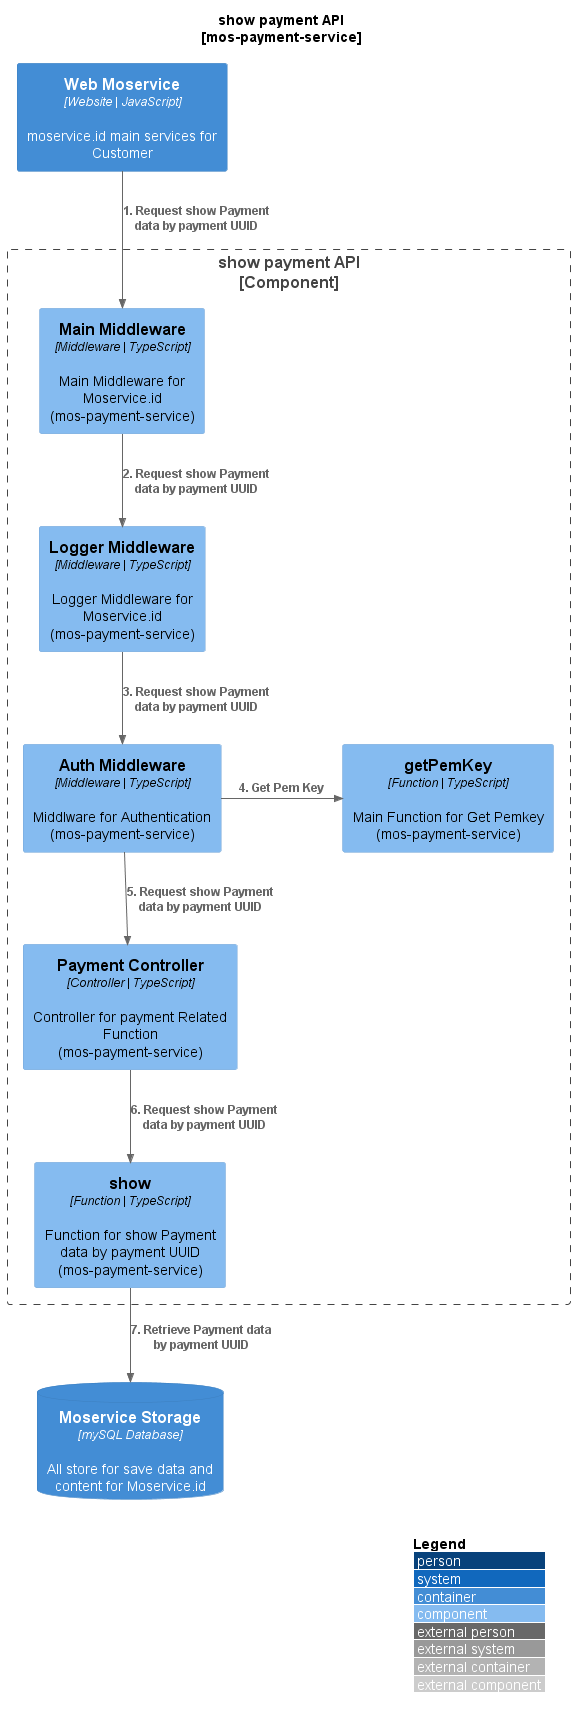 show payment API
[mos-payment-service]
Web Moservice
[Website | JavaScript]
moservice.id main services for
Customer
1. Request show Payment
data by payment UUID
show payment API
[Component]
Main Middleware
[Middleware | TypeScript]
Main Middleware for
Moservice.id
(mos-payment-service)
2. Request show Payment
data by payment UUID
Logger Middleware
[Middleware | TypeScript]
Logger Middleware for
Moservice.id
(mos-payment-service)
3. Request show Payment
data by payment UUID
Auth Middleware
[Middleware | TypeScript]
Middlware for Authentication
(mos-payment-service)
4. Get Pem Key
getPemKey
[Function | TypeScript]
Main Function for Get Pemkey
(mos-payment-service)
5. Request show Payment
data by payment UUID
Payment Controller
[Controller | TypeScript]
Controller for payment Related
Function
(mos-payment-service)
6. Request show Payment
data by payment UUID
show
[Function | TypeScript]
Function for show Payment
data by payment UUID
(mos-payment-service)
7. Retrieve Payment data
by payment UUID
Moservice Storage
[mySQL Database]
All store for save data and
content for Moservice.id
Legend
person
system
container
component
external person
external system
external container
external component